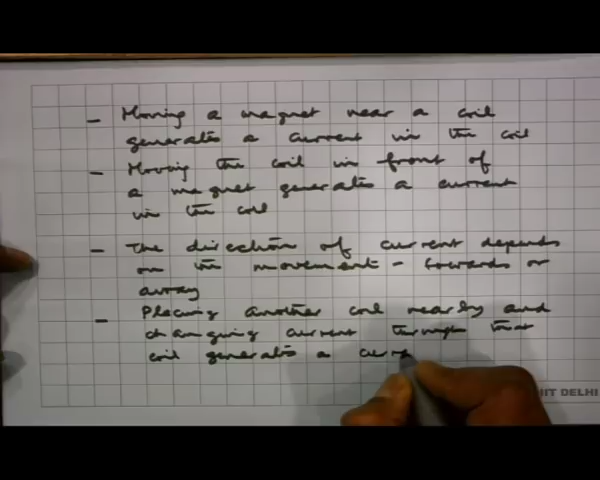 - Moving a magnet near a coil
generates a current in the coil
- Moving the coil in front of
a magnet generates a current
in the coil
- The direction of current depends
on the movement - towards or
away
- Placing another coil nearby and
changing current through that
coil generates a curr
IIT DELHI